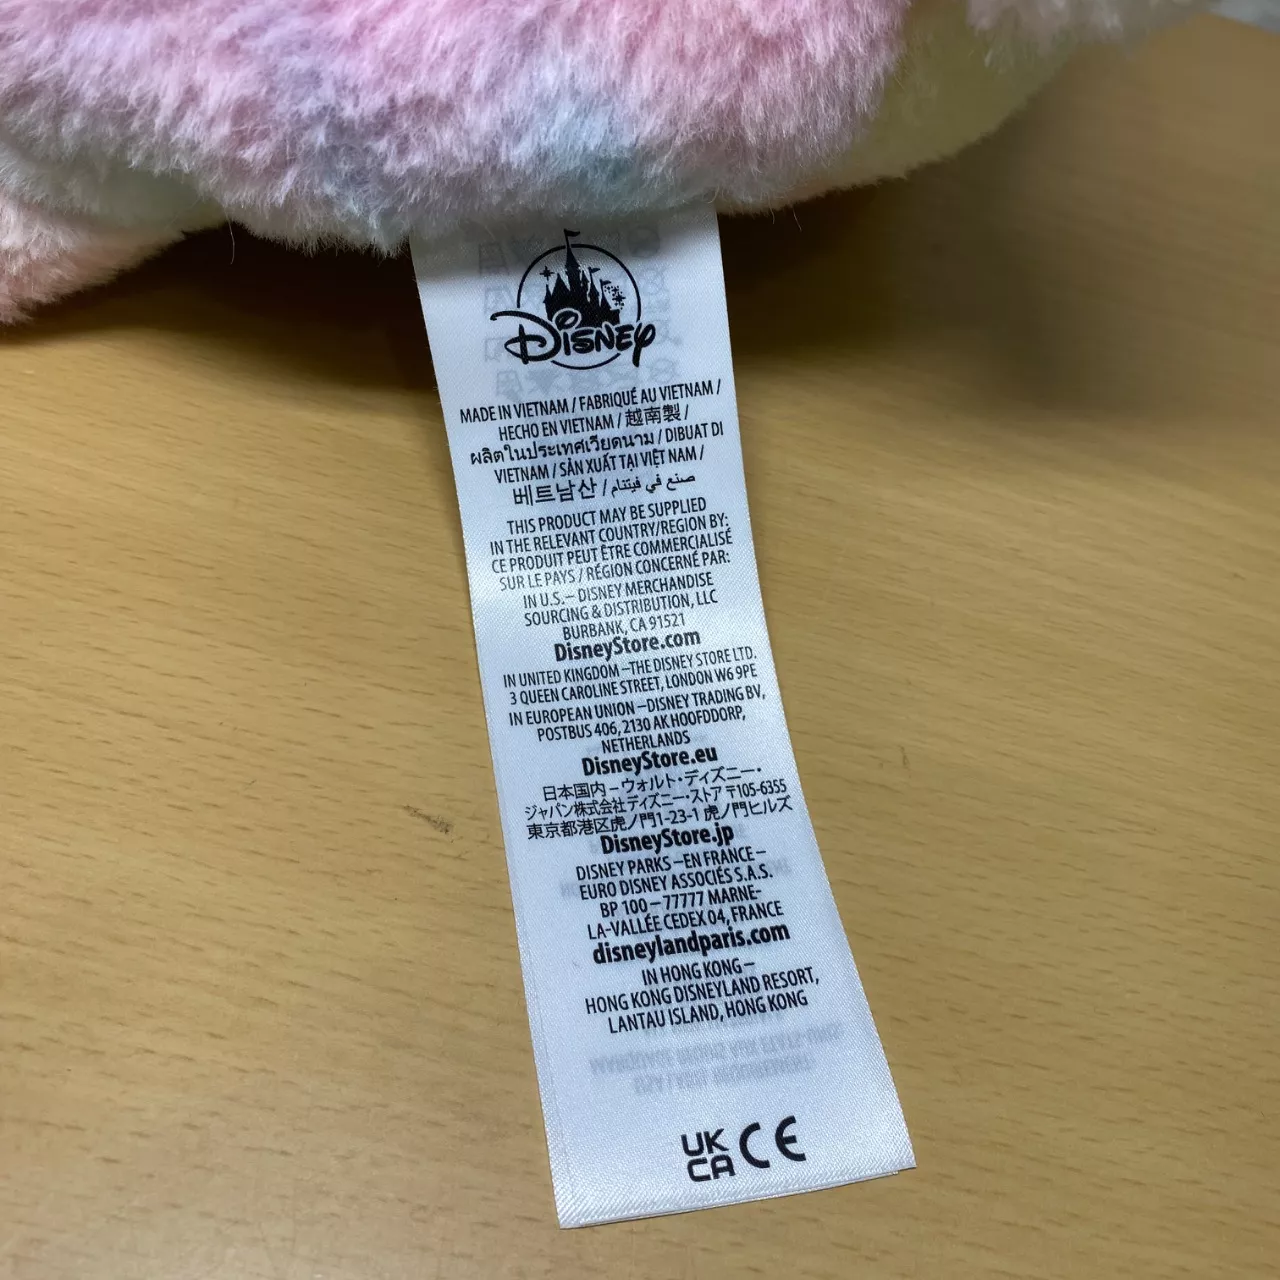 DISNEY
MADE IN VIETNAM / FABRIQUÉ AU VIETNAM /
HECHO EN VIETNAM / 越南製 /
ผลิตในประเทศเวียดนาม / DIBUAT DI
VIETNAM / SẢN XUẤT TẠI VIỆT NAM /
베트남산 / صنع في فيتنام
THIS PRODUCT MAY BE SUPPLIED
IN THE RELEVANT COUNTRY/REGION BY:
CE PRODUIT PEUT ÊTRE COMMERCIALISÉ
SUR LE PAYS / RÉGION CONCERNÉ PAR:
IN U.S.– DISNEY MERCHANDISE
SOURCING & DISTRIBUTION, LLC
BURBANK, CA 91521
DisneyStore.com
IN UNITED KINGDOM –THE DISNEY STORE LTD.
3 QUEEN CAROLINE STREET, LONDON W6 9PE
IN EUROPEAN UNION –DISNEY TRADING BV,
POSTBUS 406, 2130 AK HOOFDDORP,
NETHERLANDS
DisneyStore.eu
日本国内 – ウォルト・ディズニー・
ジャパン株式会社 ディズニー・ストア 〒105-6355
東京都港区虎ノ門1-23-1 虎ノ門ヒルズ
DisneyStore.jp
DISNEY PARKS –EN FRANCE –
EURO DISNEY ASSOCIÉS S.A.S.
BP 100 – 77777 MARNE-
LA-VALLÉE CEDEX 04, FRANCE
disneylandparis.com
IN HONG KONG –
HONG KONG DISNEYLAND RESORT,
LANTAU ISLAND, HONG KONG
UK
CA CE